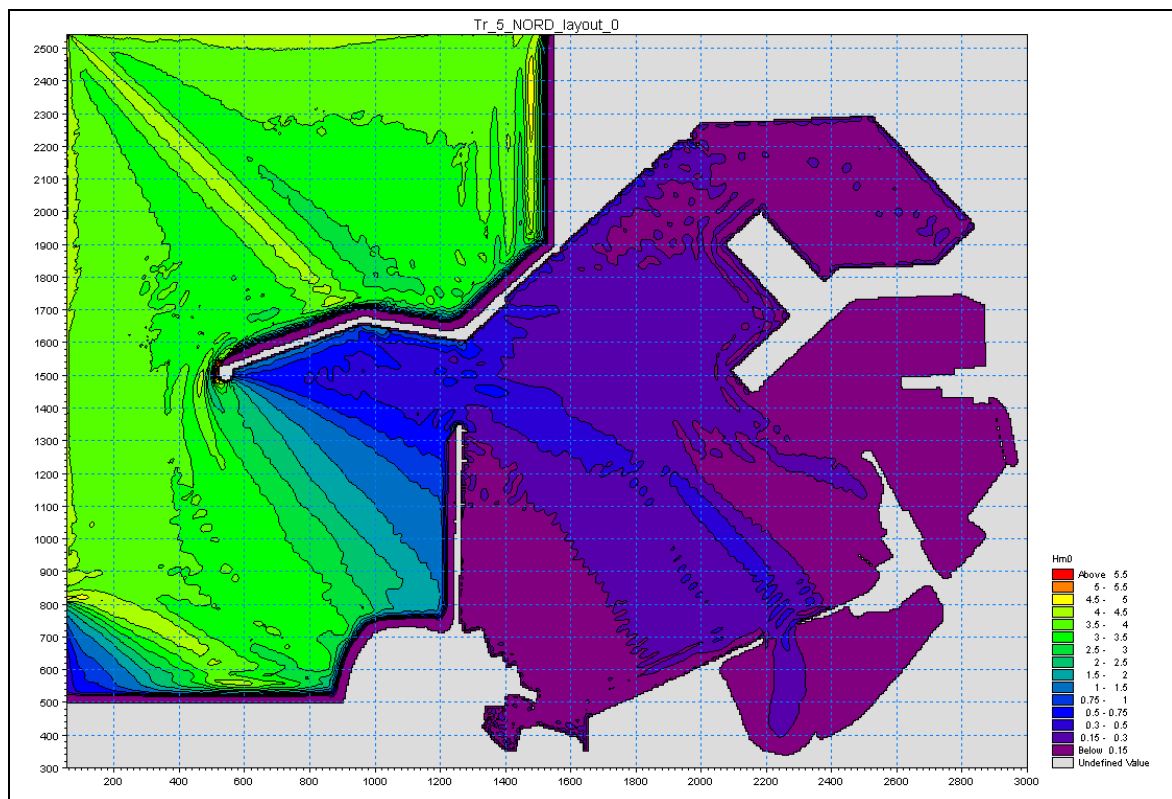 Tr_5_NORD_layout_0
2500
2400
2300
2200
2100
2000
1900
1800
1700
1600
1500
1400
1300
1200
1100
1000
900
800
700
600
500
400
300
200 400 600 800 1000 1200 1400 1600 1800 2000 2200 2400 2600 2800 3000
Hm0
Above 5.5
5 - 5.5
4.5 - 5
4 - 4.5
3.5 - 4
3 - 3.5
2.5 - 3
2 - 2.5
1.5 - 2
1 - 1.5
0.75 - 1
0.5 - 0.75
0.3 - 0.5
0.15 - 0.3
Below 0.15
Undefined Value